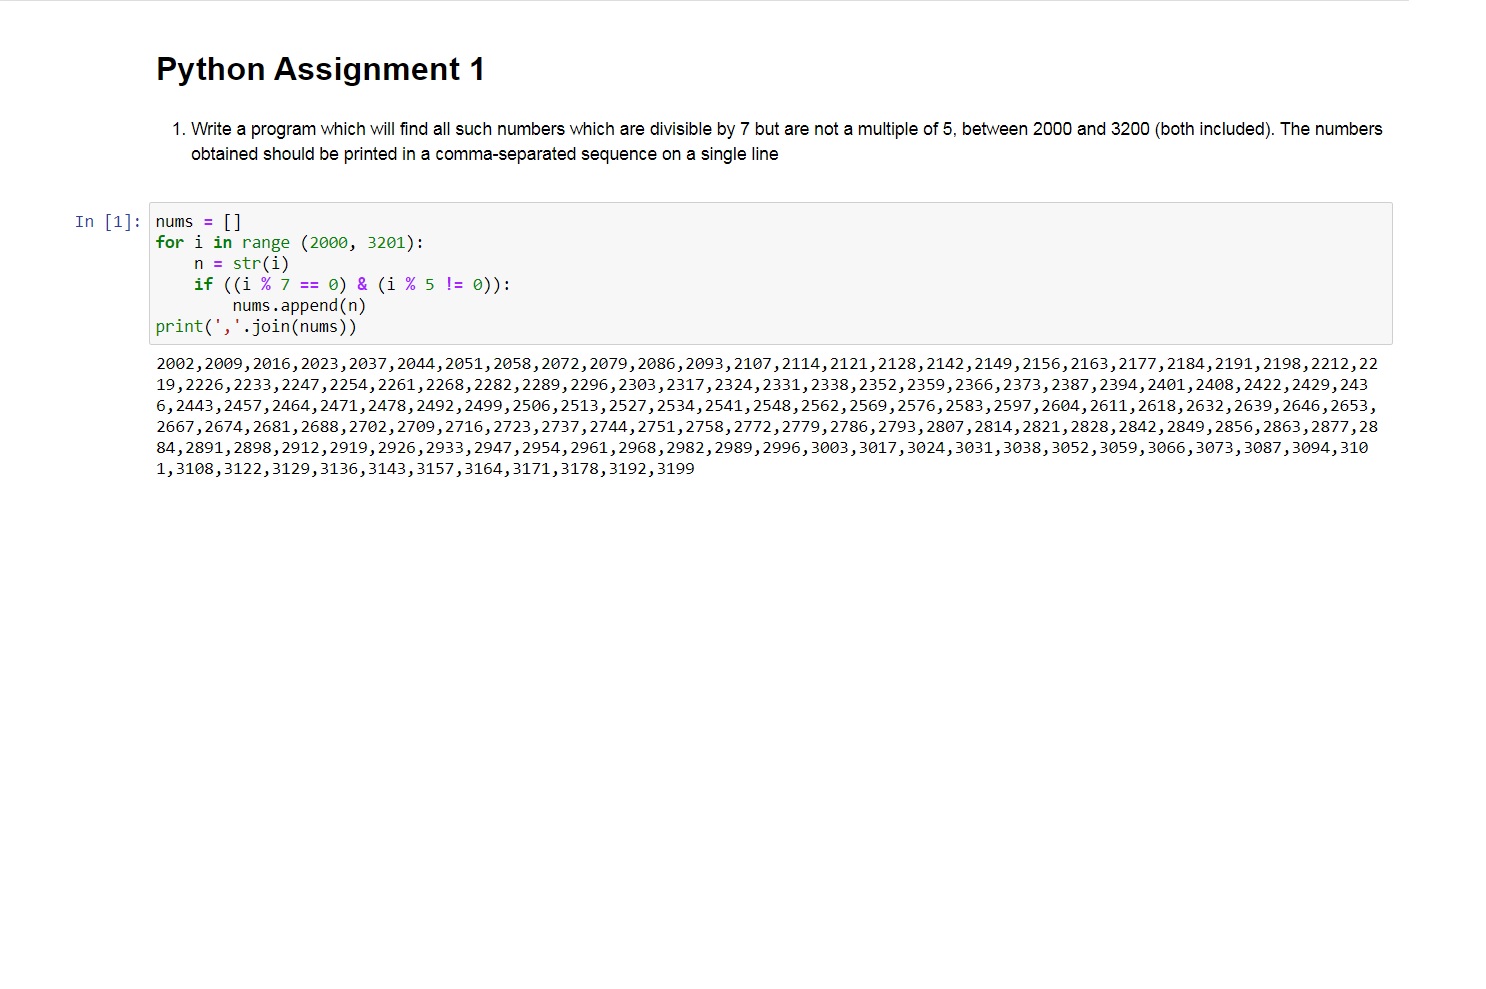 Python Assignment 1
1. Write a program which will find all such numbers which are divisible by 7 but are not a multiple of 5, between 2000 and 3200 (both included). The numbers
obtained should be printed in a comma-separated sequence on a single line
In [1]: nums = []
for i in range (2000, 3201):
    n = str(i)
    if ((i % 7 == 0) & (i % 5 != 0)):
        nums.append(n)
print(','.join(nums))
2002,2009,2016,2023,2037,2044,2051,2058,2072,2079,2086,2093,2107,2114,2121,2128,2142,2149,2156,2163,2177,2184,2191,2198,2212,22
19,2226,2233,2247,2254,2261,2268,2282,2289,2296,2303,2317,2324,2331,2338,2352,2359,2366,2373,2387,2394,2401,2408,2422,2429,243
6,2443,2457,2464,2471,2478,2492,2499,2506,2513,2527,2534,2541,2548,2562,2569,2576,2583,2597,2604,2611,2618,2632,2639,2646,2653,
2667,2674,2681,2688,2702,2709,2716,2723,2737,2744,2751,2758,2772,2779,2786,2793,2807,2814,2821,2828,2842,2849,2856,2863,2877,28
84,2891,2898,2912,2919,2926,2933,2947,2954,2961,2968,2982,2989,2996,3003,3017,3024,3031,3038,3052,3059,3066,3073,3087,3094,310
1,3108,3122,3129,3136,3143,3157,3164,3171,3178,3192,3199